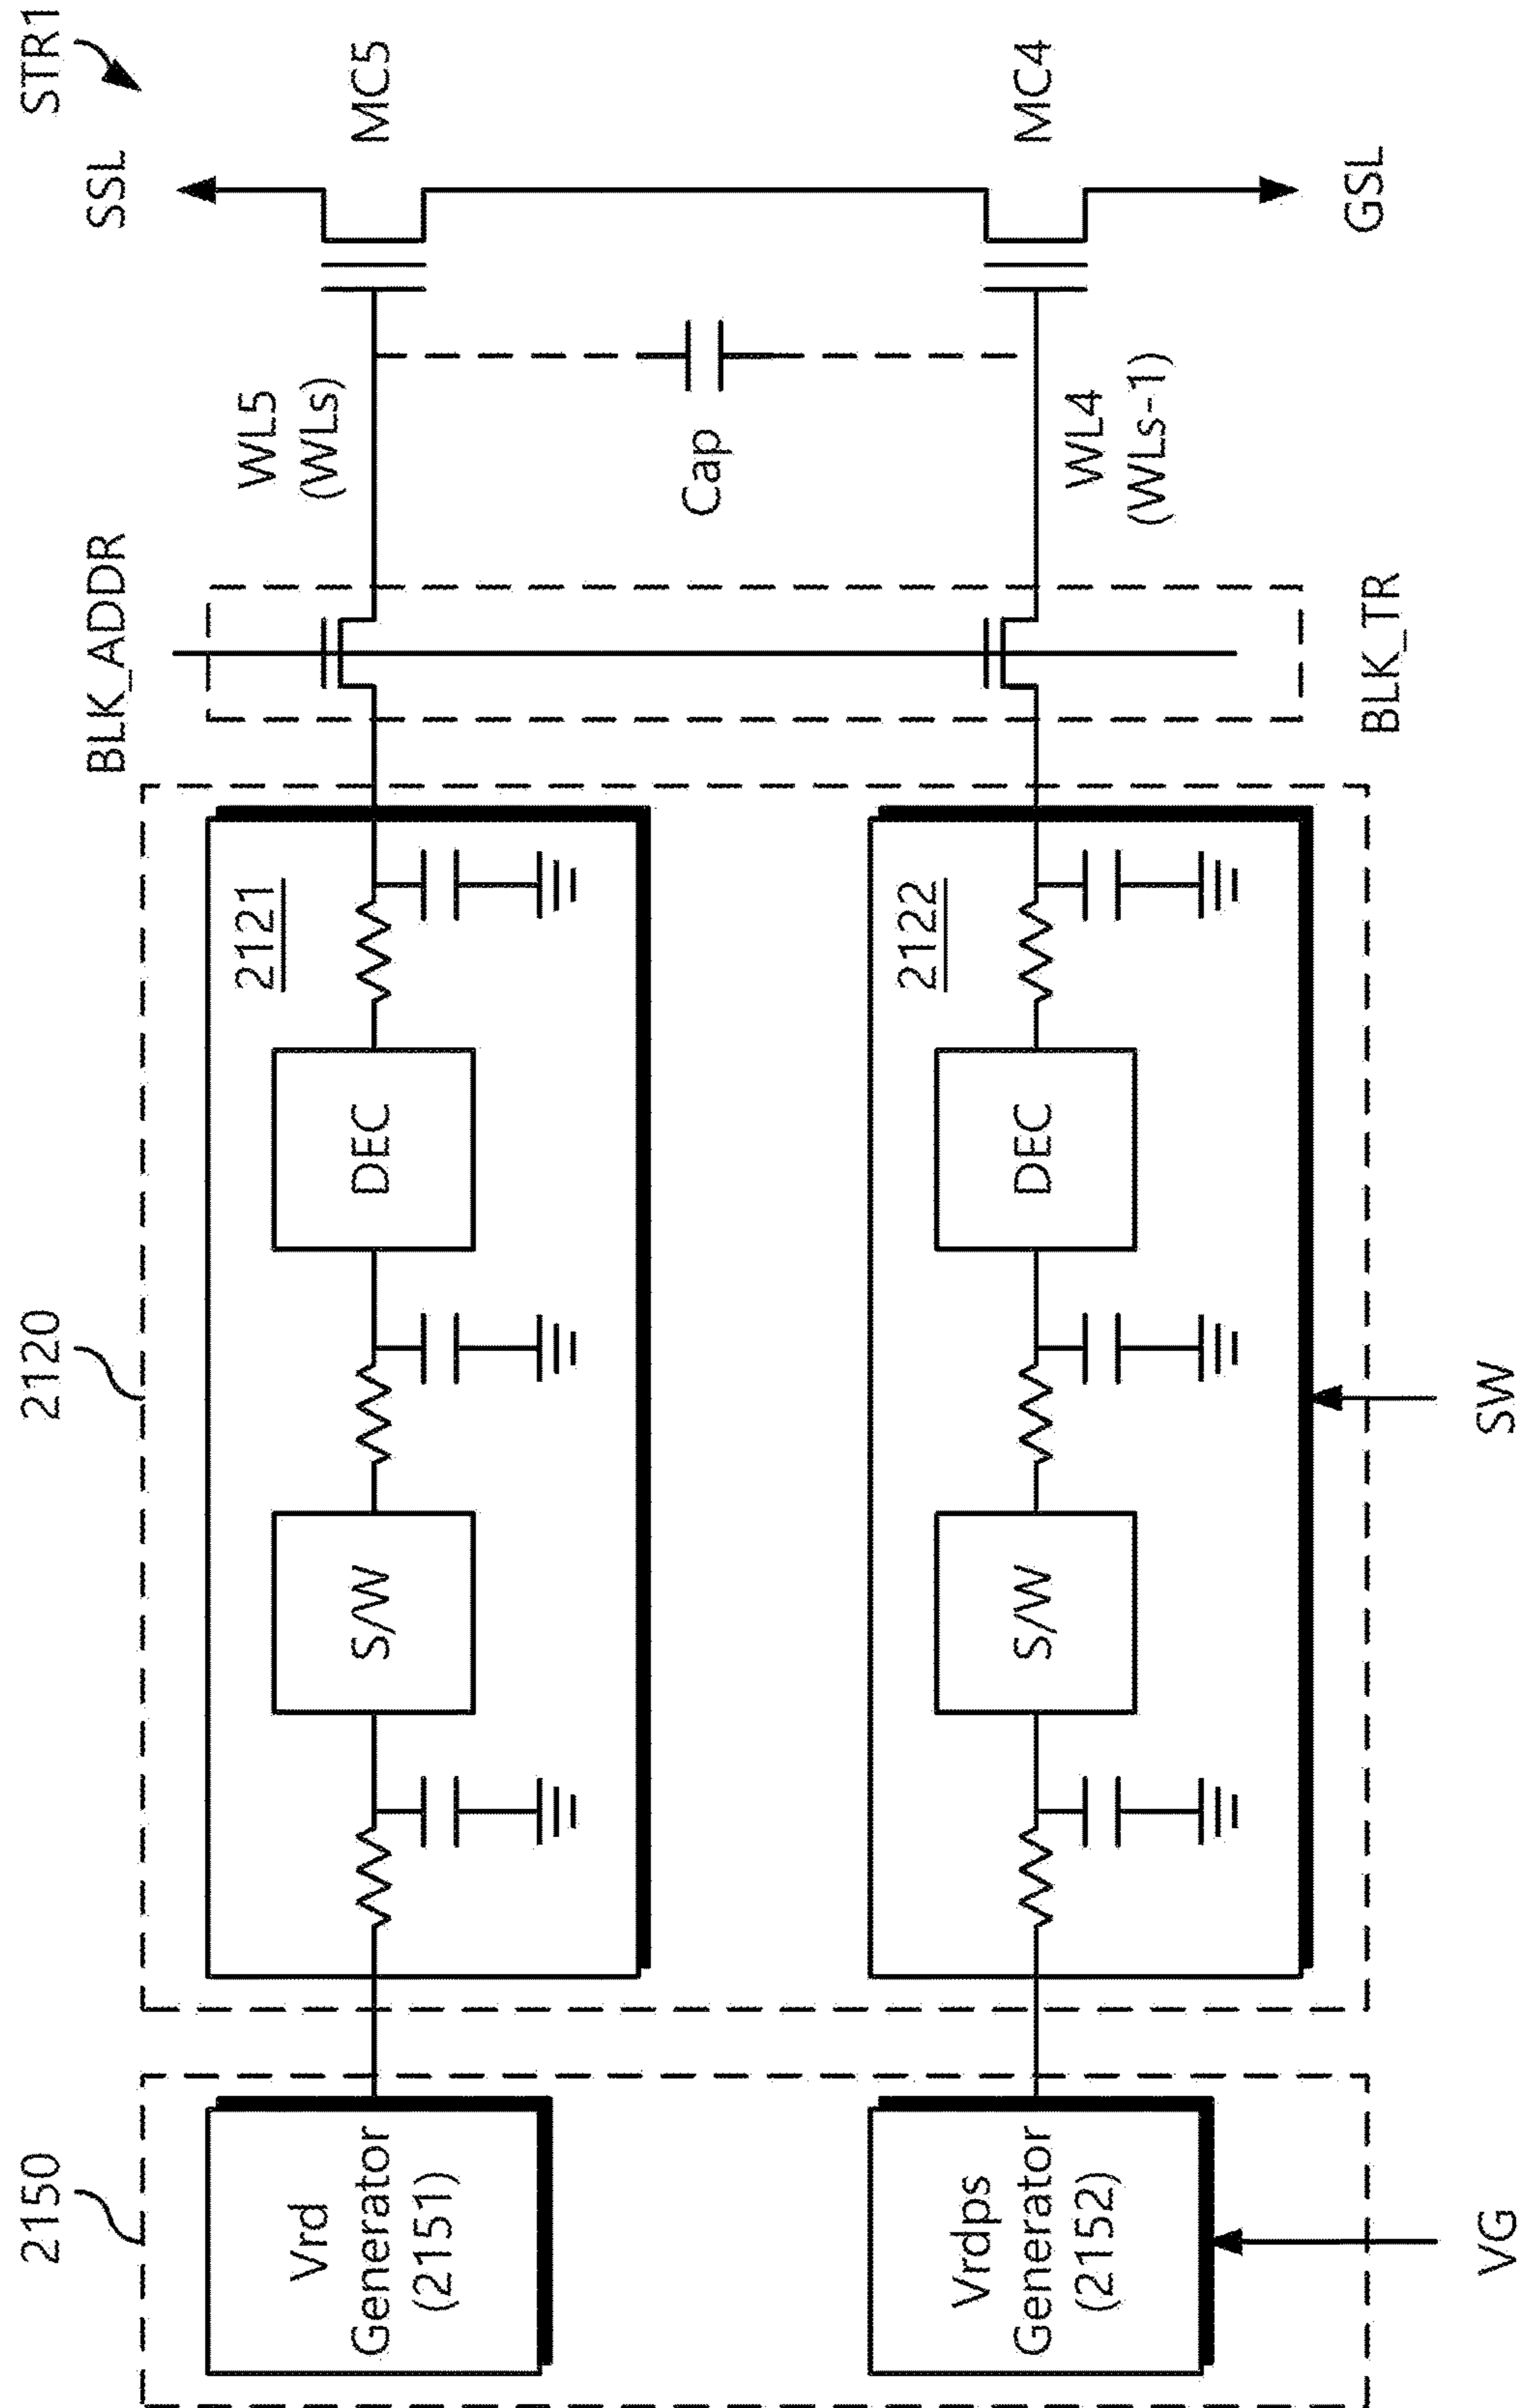 STR1
2150
2120
BLK_ADDR
SSL
Vrd
Generator
(2151)
S/W
DEC
2121
WL5
(WLs)
MC5
Cap
Vrdps
Generator
(2152)
S/W
DEC
2122
WL4
(WLs-1)
MC4
BLK_TR
GSL
VG
SW